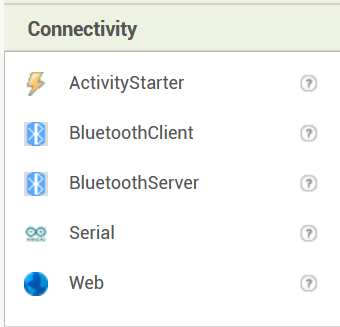 Connectivity
ActivityStarter
?
BluetoothClient
?
BluetoothServer
?
Serial
?
Web
?